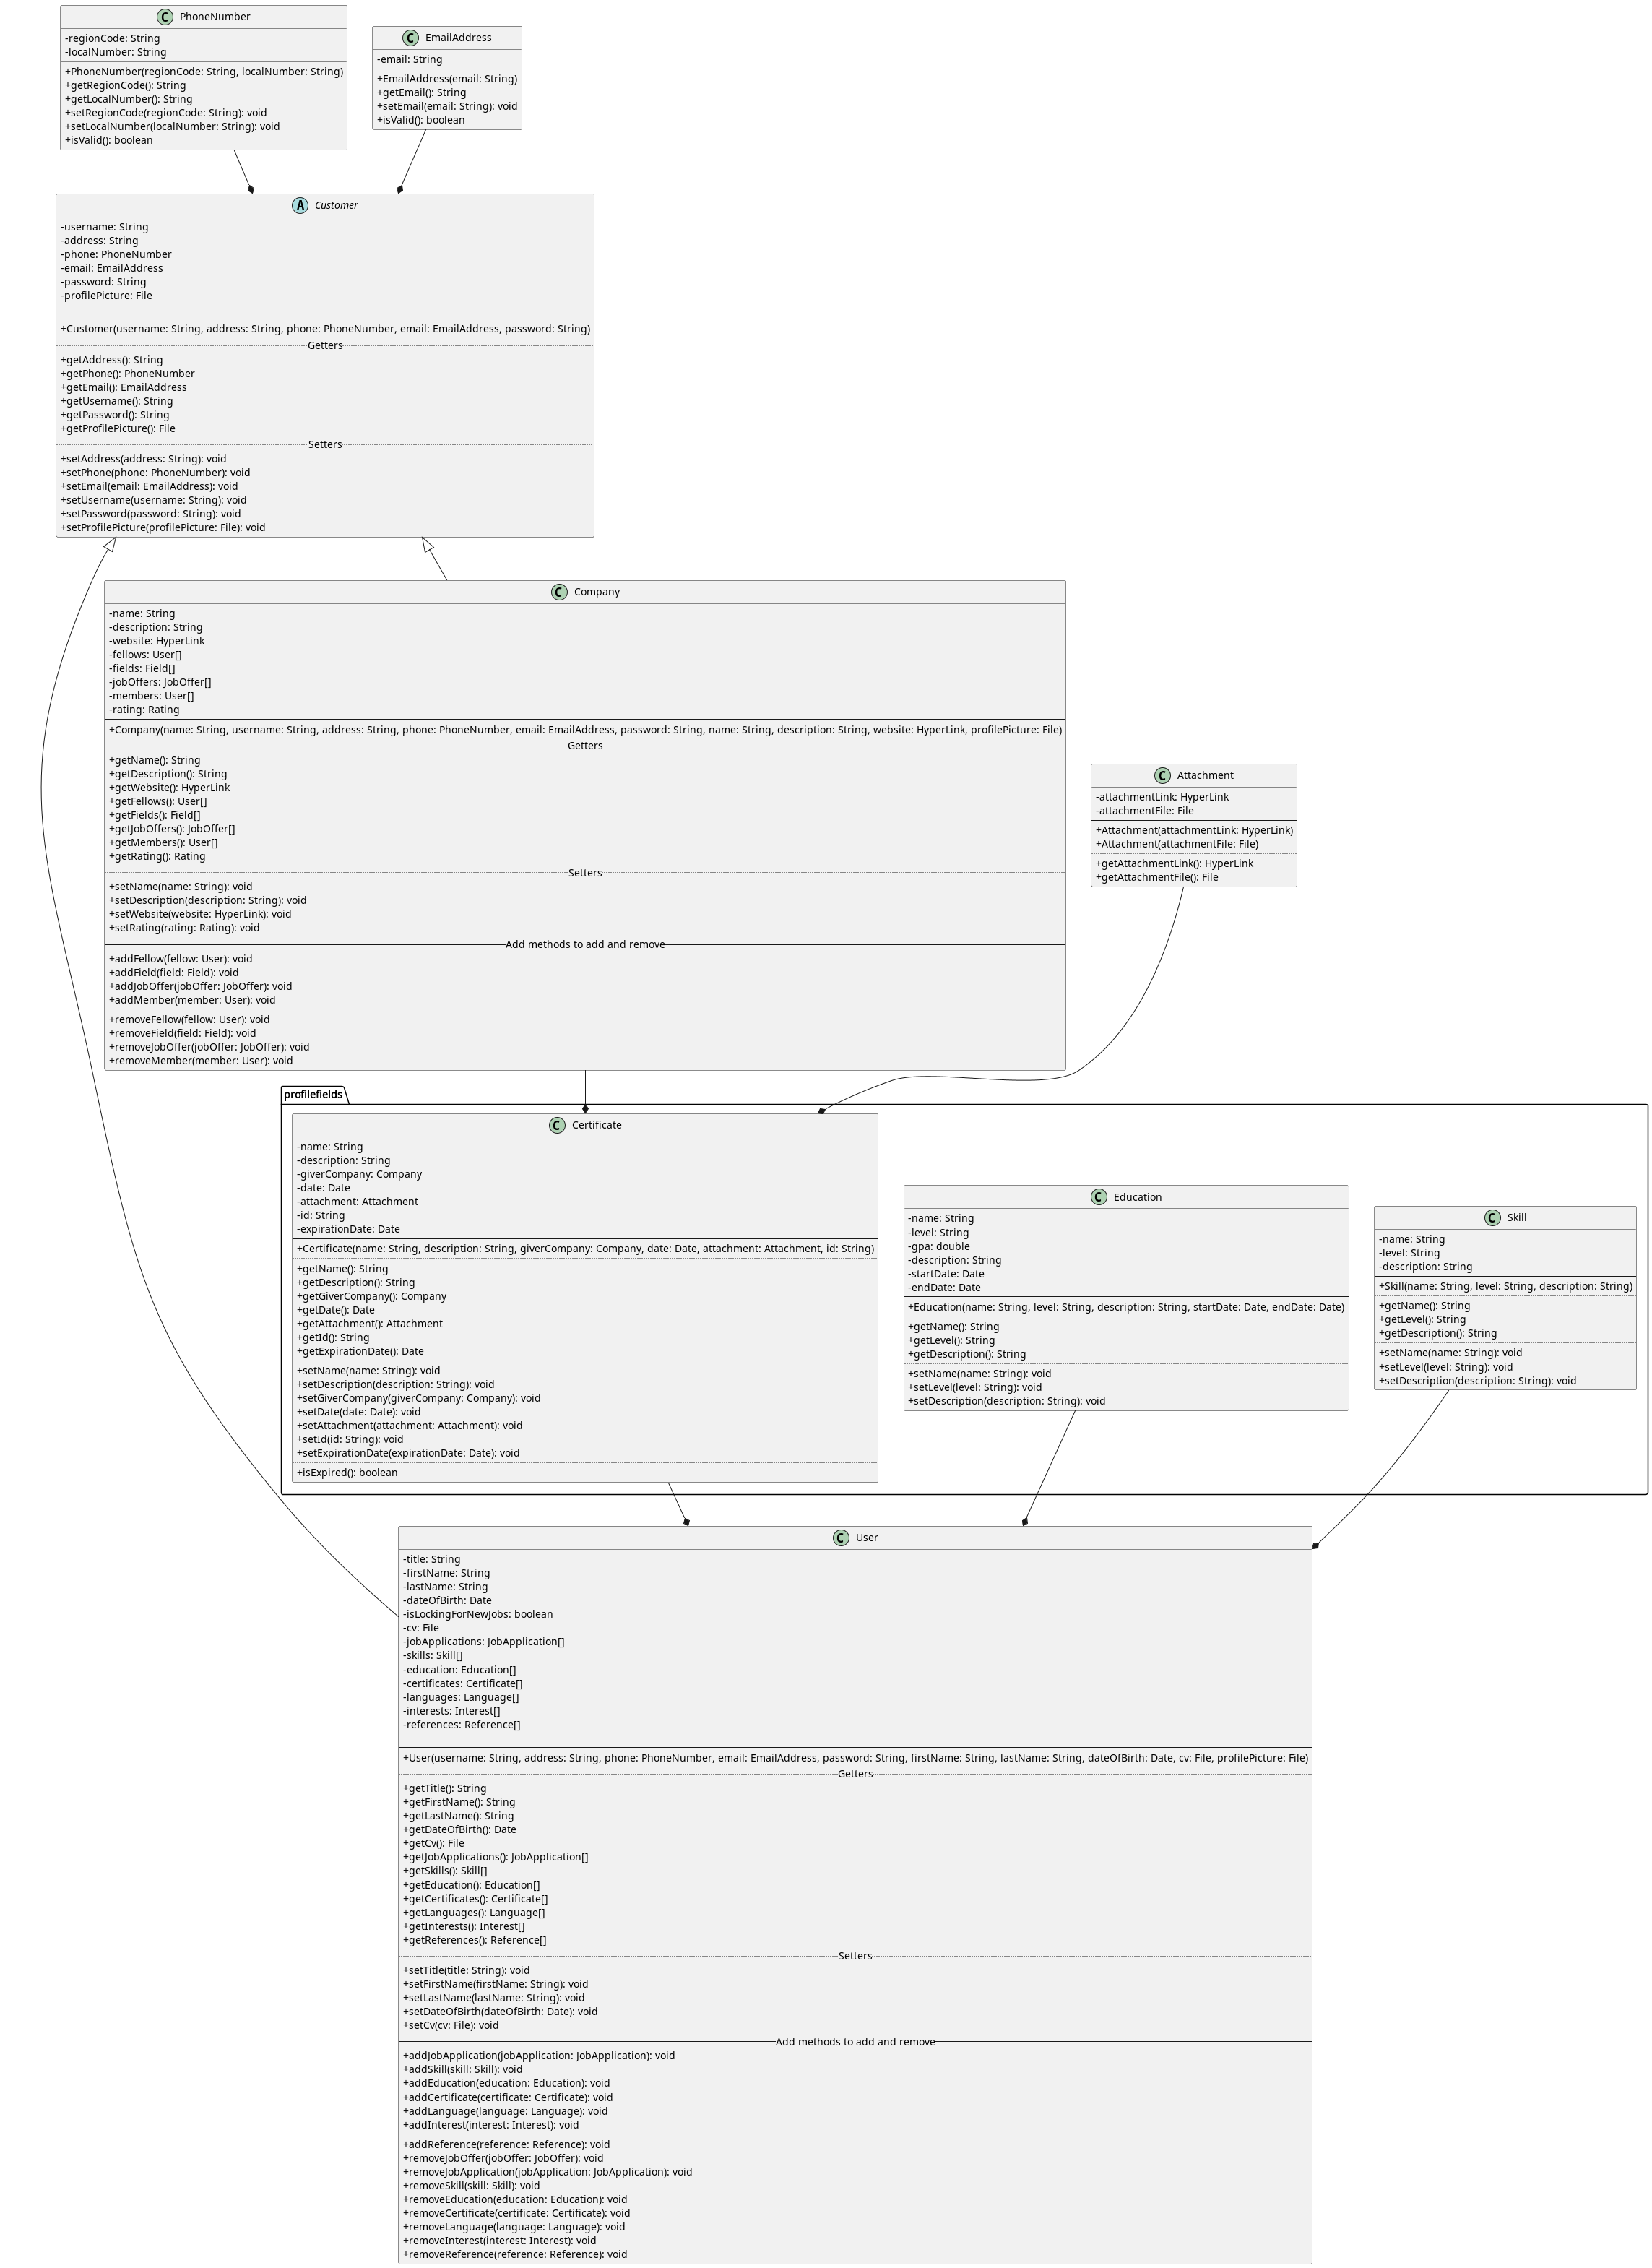 C PhoneNumber
-regionCode: String
-localNumber: String
+PhoneNumber(regionCode: String, localNumber: String)
+getRegionCode(): String
+getLocalNumber(): String
+setRegionCode(regionCode: String): void
+setLocalNumber(localNumber: String): void
+isValid(): boolean
C EmailAddress
-email: String
+EmailAddress(email: String)
+getEmail(): String
+setEmail(email: String): void
+isValid(): boolean
A Customer
-username: String
-address: String
-phone: PhoneNumber
-email: EmailAddress
-password: String
-profilePicture: File
+Customer(username: String, address: String, phone: PhoneNumber, email: EmailAddress, password: String)
Getters
+getAddress(): String
+getPhone(): PhoneNumber
+getEmail(): EmailAddress
+getUsername(): String
+getPassword(): String
+getProfilePicture(): File
Setters
+setAddress(address: String): void
+setPhone(phone: PhoneNumber): void
+setEmail(email: EmailAddress): void
+setUsername(username: String): void
+setPassword(password: String): void
+setProfilePicture(profilePicture: File): void
C Company
-name: String
-description: String
-website: HyperLink
-fellows: User[]
-fields: Field[]
-jobOffers: JobOffer[]
-members: User[]
-rating: Rating
+Company(name: String, username: String, address: String, phone: PhoneNumber, email: EmailAddress, password: String, name: String, description: String, website: HyperLink, profilePicture: File)
Getters
+getName(): String
+getDescription(): String
+getWebsite(): HyperLink
+getFellows(): User[]
+getFields(): Field[]
+getJobOffers(): JobOffer[]
+getMembers(): User[]
+getRating(): Rating
Setters
+setName(name: String): void
+setDescription(description: String): void
+setWebsite(website: HyperLink): void
+setRating(rating: Rating): void
Add methods to add and remove
+addFellow(fellow: User): void
+addField(field: Field): void
+addJobOffer(jobOffer: JobOffer): void
+addMember(member: User): void
+removeFellow(fellow: User): void
+removeField(field: Field): void
+removeJobOffer(jobOffer: JobOffer): void
+removeMember(member: User): void
C Attachment
-attachmentLink: HyperLink
-attachmentFile: File
+Attachment(attachmentLink: HyperLink)
+Attachment(attachmentFile: File)
+getAttachmentLink(): HyperLink
+getAttachmentFile(): File
profilefields
C Certificate
-name: String
-description: String
-giverCompany: Company
-date: Date
-attachment: Attachment
-id: String
-expirationDate: Date
+Certificate(name: String, description: String, giverCompany: Company, date: Date, attachment: Attachment, id: String)
+getName(): String
+getDescription(): String
+getGiverCompany(): Company
+getDate(): Date
+getAttachment(): Attachment
+getId(): String
+getExpirationDate(): Date
+setName(name: String): void
+setDescription(description: String): void
+setGiverCompany(giverCompany: Company): void
+setDate(date: Date): void
+setAttachment(attachment: Attachment): void
+setId(id: String): void
+setExpirationDate(expirationDate: Date): void
+isExpired(): boolean
C Education
-name: String
-level: String
-gpa: double
-description: String
-startDate: Date
-endDate: Date
+Education(name: String, level: String, description: String, startDate: Date, endDate: Date)
+getName(): String
+getLevel(): String
+getDescription(): String
+setName(name: String): void
+setLevel(level: String): void
+setDescription(description: String): void
C Skill
-name: String
-level: String
-description: String
+Skill(name: String, level: String, description: String)
+getName(): String
+getLevel(): String
+getDescription(): String
+setName(name: String): void
+setLevel(level: String): void
+setDescription(description: String): void
C User
-title: String
-firstName: String
-lastName: String
-dateOfBirth: Date
-isLockingForNewJobs: boolean
-cv: File
-jobApplications: JobApplication[]
-skills: Skill[]
-education: Education[]
-certificates: Certificate[]
-languages: Language[]
-interests: Interest[]
-references: Reference[]
+User(username: String, address: String, phone: PhoneNumber, email: EmailAddress, password: String, firstName: String, lastName: String, dateOfBirth: Date, cv: File, profilePicture: File)
Getters
+getTitle(): String
+getFirstName(): String
+getLastName(): String
+getDateOfBirth(): Date
+getCv(): File
+getJobApplications(): JobApplication[]
+getSkills(): Skill[]
+getEducation(): Education[]
+getCertificates(): Certificate[]
+getLanguages(): Language[]
+getInterests(): Interest[]
+getReferences(): Reference[]
Setters
+setTitle(title: String): void
+setFirstName(firstName: String): void
+setLastName(lastName: String): void
+setDateOfBirth(dateOfBirth: Date): void
+setCv(cv: File): void
Add methods to add and remove
+addJobApplication(jobApplication: JobApplication): void
+addSkill(skill: Skill): void
+addEducation(education: Education): void
+addCertificate(certificate: Certificate): void
+addLanguage(language: Language): void
+addInterest(interest: Interest): void
+addReference(reference: Reference): void
+removeJobOffer(jobOffer: JobOffer): void
+removeJobApplication(jobApplication: JobApplication): void
+removeSkill(skill: Skill): void
+removeEducation(education: Education): void
+removeCertificate(certificate: Certificate): void
+removeLanguage(language: Language): void
+removeInterest(interest: Interest): void
+removeReference(reference: Reference): void